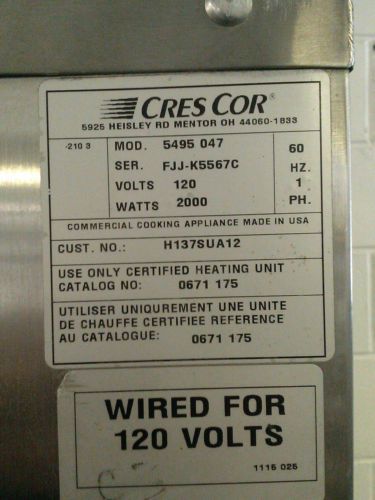 CRES COR®
5925 HEISLEY RD MENTOR OH 44060-1833
-210 3 MOD. 5495 047 60
SER. FJJ-K5567C HZ.
VOLTS 120 1
WATTS 2000 PH.
COMMERCIAL COOKING APPLIANCE MADE IN USA
CUST. NO.: H137SUA12
USE ONLY CERTIFIED HEATING UNIT
CATALOG NO: 0671 175
UTILISER UNIQUREMENT UNE UNITE
DE CHAUFFE CERTIFIEE REFERENCE
AU CATALOGUE: 0671 175
WIRED FOR
120 VOLTS
1115 025